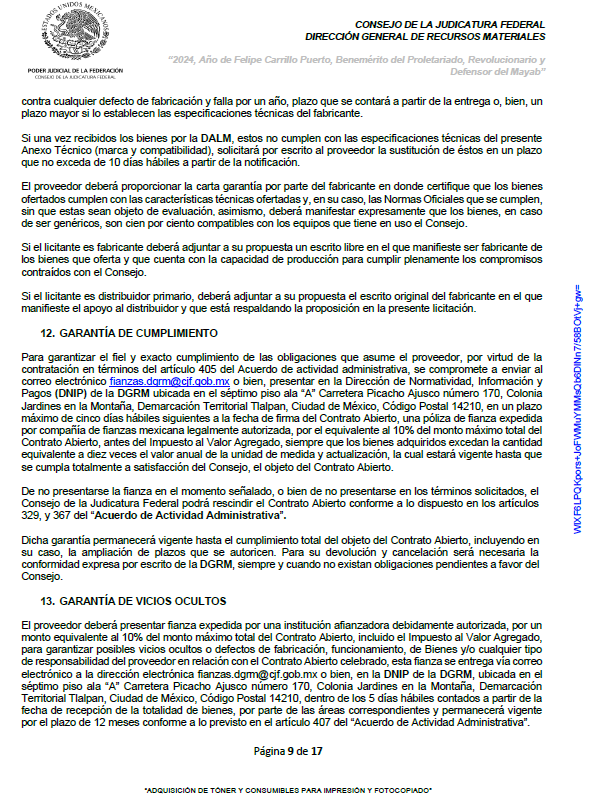 ESTADOS UNIDOS MEXICANOS
PODER JUDICIAL DE LA FEDERACIÓN
CONSEJO DE LA JUDICATURA FEDERAL
CONSEJO DE LA JUDICATURA FEDERAL
DIRECCIÓN GENERAL DE RECURSOS MATERIALES
“2024, Año de Felipe Carrillo Puerto, Benemérito del Proletariado, Revolucionario y
Defensor del Mayab”
contra cualquier defecto de fabricación y falla por un año, plazo que se contará a partir de la entrega o, bien, un
plazo mayor si lo establecen las especificaciones técnicas del fabricante.
Si una vez recibidos los bienes por la DALM, estos no cumplen con las especificaciones técnicas del presente
Anexo Técnico (marca y compatibilidad), solicitará por escrito al proveedor la sustitución de éstos en un plazo
que no exceda de 10 días hábiles a partir de la notificación.
El proveedor deberá proporcionar la carta garantía por parte del fabricante en donde certifique que los bienes
ofertados cumplen con las características técnicas ofertadas y, en su caso, las Normas Oficiales que se cumplen,
sin que estas sean objeto de evaluación, asimismo, deberá manifestar expresamente que los bienes, en caso
de ser genéricos, son cien por ciento compatibles con los equipos que tiene en uso el Consejo.
Si el licitante es fabricante deberá adjuntar a su propuesta un escrito libre en el que manifieste ser fabricante de
los bienes que oferta y que cuenta con la capacidad de producción para cumplir plenamente los compromisos
contraídos con el Consejo.
Si el licitante es distribuidor primario, deberá adjuntar a su propuesta el escrito original del fabricante en el que
manifieste el apoyo al distribuidor y que está respaldando la proposición en la presente licitación.
12. GARANTÍA DE CUMPLIMIENTO
Para garantizar el fiel y exacto cumplimiento de las obligaciones que asume el proveedor, por virtud de la
contratación en términos del artículo 405 del Acuerdo de actividad administrativa, se compromete a enviar al
correo electrónico fianzas.dgrm@cjf.gob.mx o bien, presentar en la Dirección de Normatividad, Información y
Pagos (DNIP) de la DGRM ubicada en el séptimo piso ala “A” Carretera Picacho Ajusco número 170, Colonia
Jardines en la Montaña, Demarcación Territorial Tlalpan, Ciudad de México, Código Postal 14210, en un plazo
máximo de cinco días hábiles siguientes a la fecha de firma del Contrato Abierto, una póliza de fianza expedida
por compañía de fianzas mexicana legalmente autorizada, por el equivalente al 10% del monto máximo total del
Contrato Abierto, antes del Impuesto al Valor Agregado, siempre que los bienes adquiridos excedan la cantidad
equivalente a diez veces el valor anual de la unidad de medida y actualización, la cual estará vigente hasta que
se cumpla totalmente a satisfacción del Consejo, el objeto del Contrato Abierto.
De no presentarse la fianza en el momento señalado, o bien de no presentarse en los términos solicitados, el
Consejo de la Judicatura Federal podrá rescindir el Contrato Abierto conforme a lo dispuesto en los artículos
329, y 367 del “Acuerdo de Actividad Administrativa”.
Dicha garantía permanecerá vigente hasta el cumplimiento total del objeto del Contrato Abierto, incluyendo en
su caso, la ampliación de plazos que se autoricen. Para su devolución y cancelación será necesaria la
conformidad expresa por escrito de la DGRM, siempre y cuando no existan obligaciones pendientes a favor del
Consejo.
13. GARANTÍA DE VICIOS OCULTOS
El proveedor deberá presentar fianza expedida por una institución afianzadora debidamente autorizada, por un
monto equivalente al 10% del monto máximo total del Contrato Abierto, incluido el Impuesto al Valor Agregado,
para garantizar posibles vicios ocultos o defectos de fabricación, funcionamiento, de Bienes y/o cualquier tipo
de responsabilidad del proveedor en relación con el Contrato Abierto celebrado, esta fianza se entrega vía correo
electrónico a la dirección electrónica fianzas.dgrm@cjf.gob.mx o bien, en la DNIP de la DGRM, ubicada en el
séptimo piso ala “A” Carretera Picacho Ajusco número 170, Colonia Jardines en la Montaña, Demarcación
Territorial Tlalpan, Ciudad de México, Código Postal 14210, dentro de los 5 días hábiles contados a partir de la
fecha de recepción de la totalidad de bienes, por parte de las áreas correspondientes y permanecerá vigente
por el plazo de 12 meses conforme a lo previsto en el artículo 407 del “Acuerdo de Actividad Administrativa”.
Página 9 de 17
"ADQUISICIÓN DE TÓNER Y CONSUMIBLES PARA IMPRESIÓN Y FOTOCOPIADO"